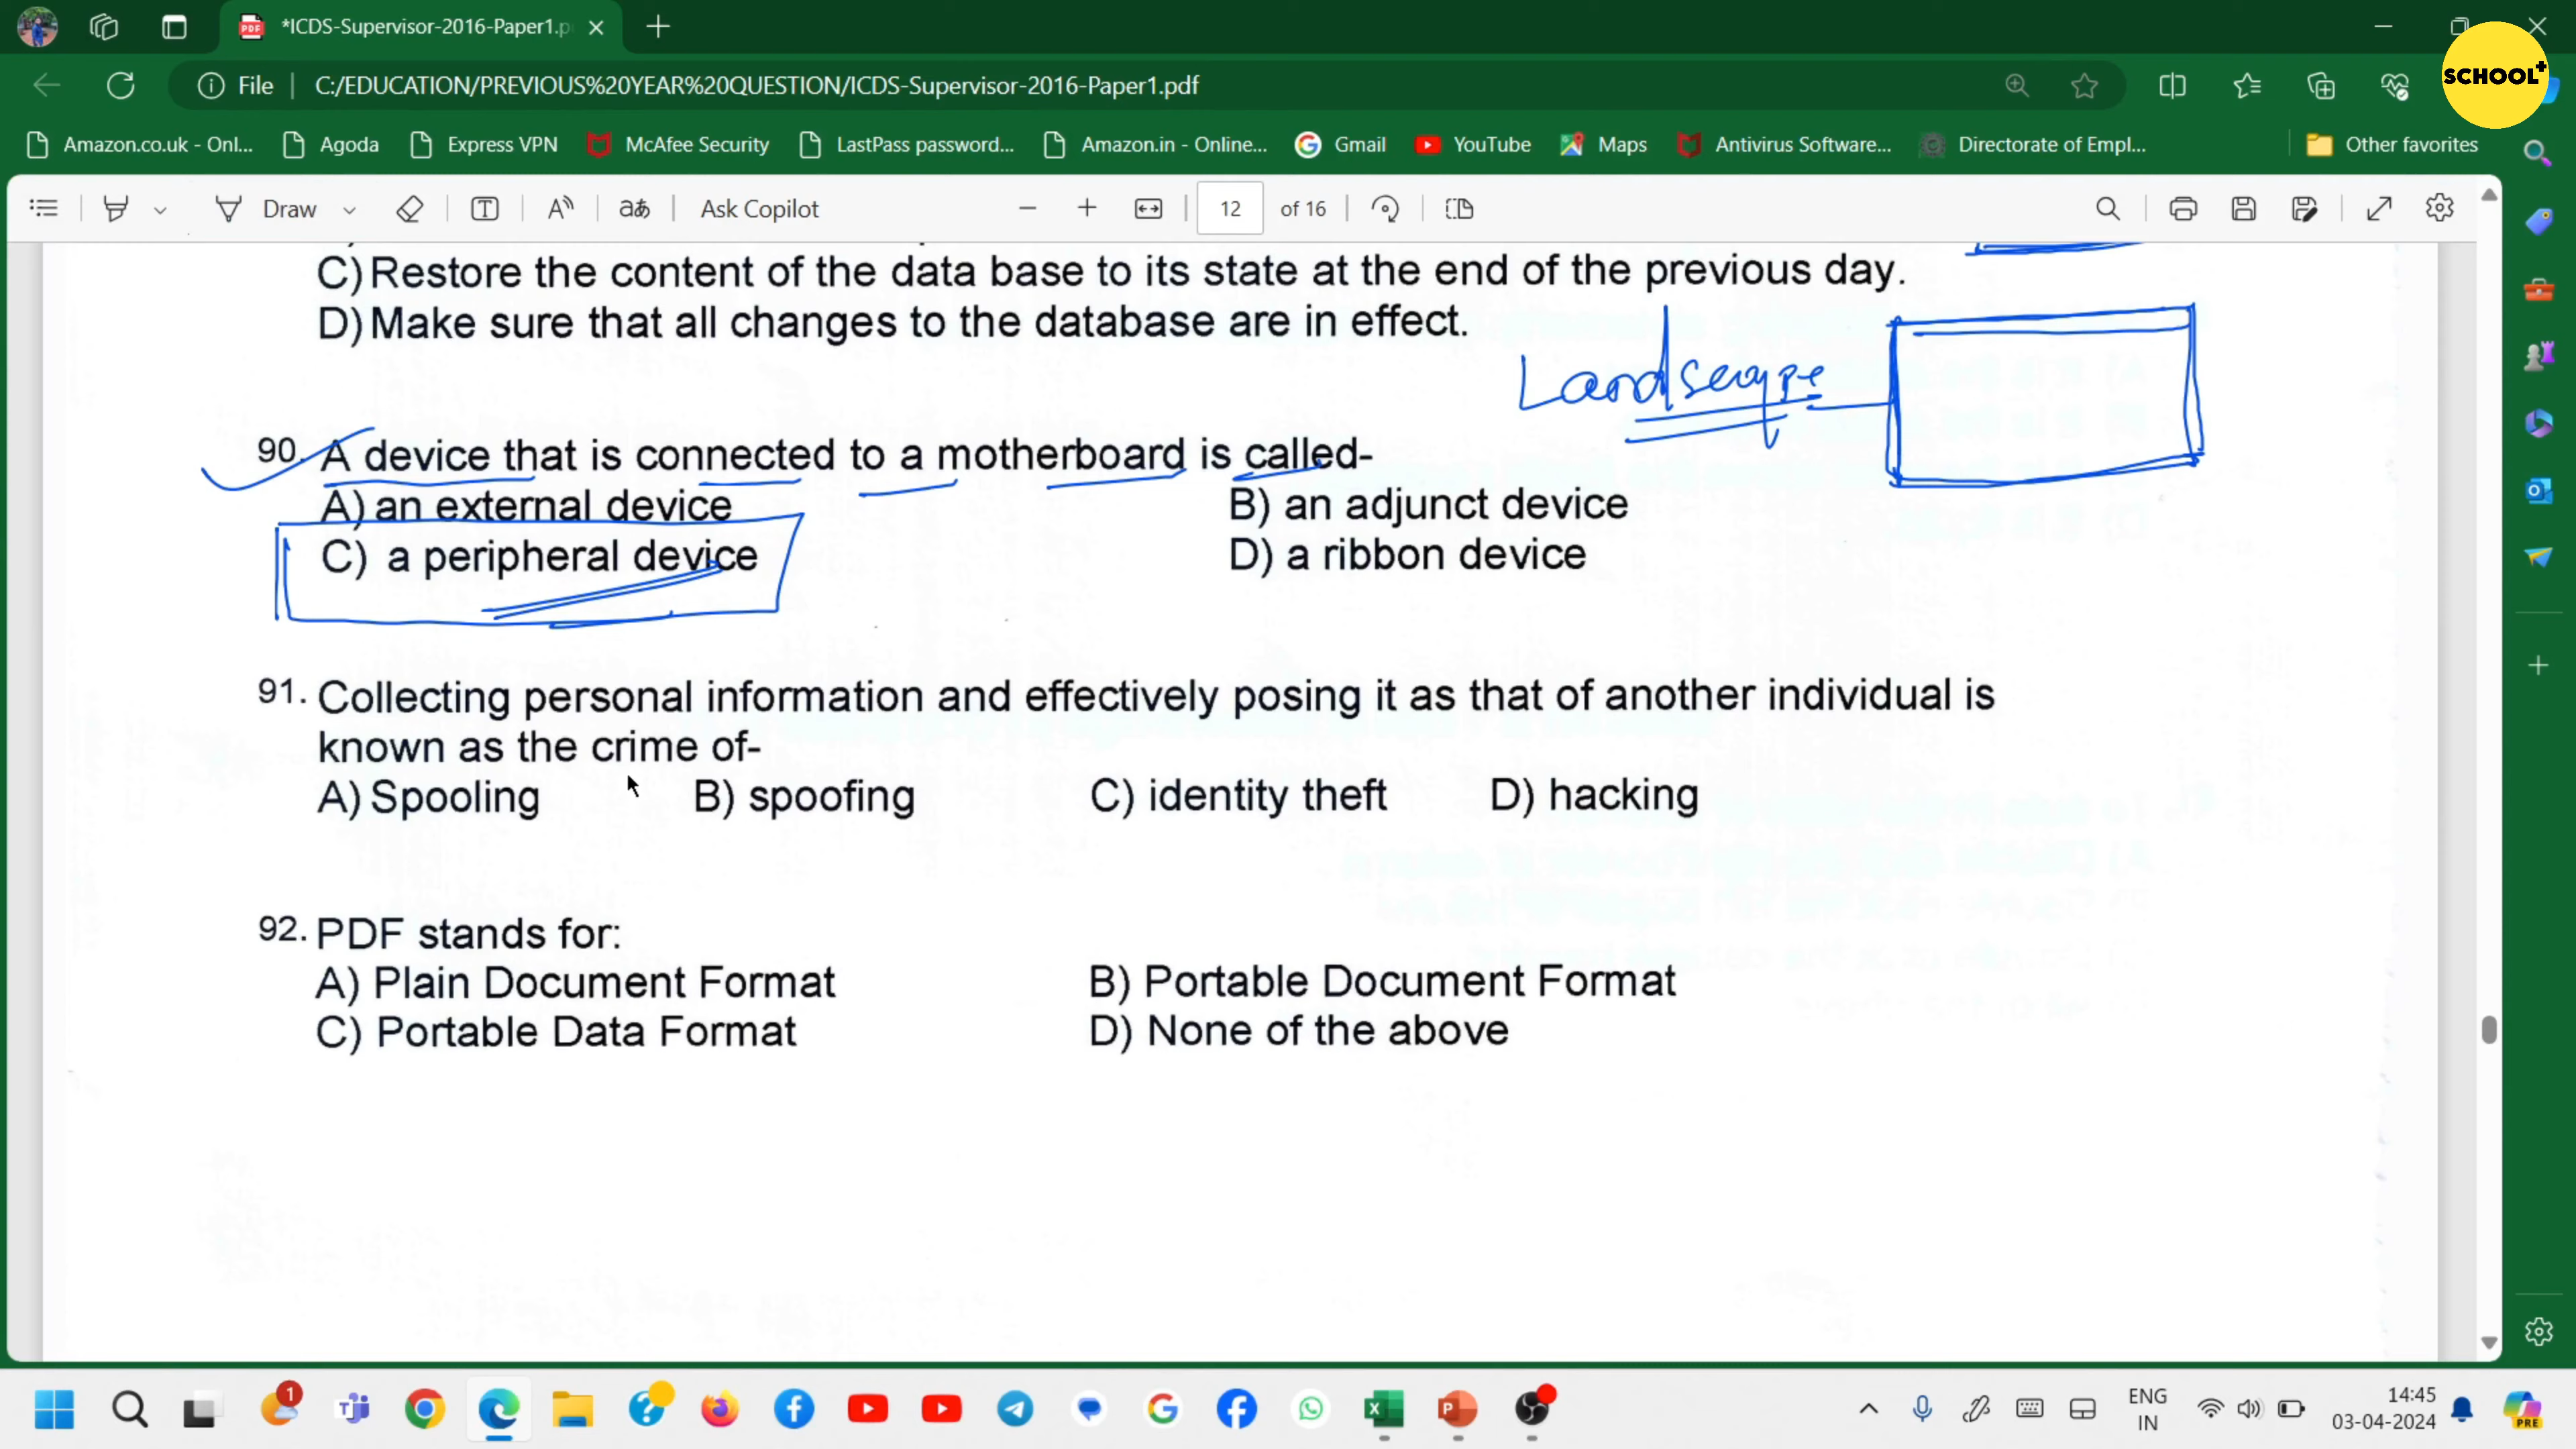 *ICDS-Supervisor-2016-Paper1.p
SCHOOL+
File
C:/EDUCATION/PREVIOUS%20YEAR%20QUESTION/ICDS-Supervisor-2016-Paper1.pdf
Amazon.co.uk - Onl...
Agoda
Express VPN
McAfee Security
LastPass password...
Amazon.in - Online...
Gmail
YouTube
Maps
Antivirus Software...
Directorate of Empl...
Other favorites
Draw
Ask Copilot
12
of 16
C) Restore the content of the data base to its state at the end of the previous day.
D) Make sure that all changes to the database are in effect.
Landscape
90. A device that is connected to a motherboard is called-
A) an external device
B) an adjunct device
C) a peripheral device
D) a ribbon device
91. Collecting personal information and effectively posing it as that of another individual is
known as the crime of-
A) Spooling B) spoofing C) identity theft D) hacking
92. PDF stands for:
A) Plain Document Format
B) Portable Document Format
C) Portable Data Format
D) None of the above
1
ENG
IN
14:45
03-04-2024
PRE